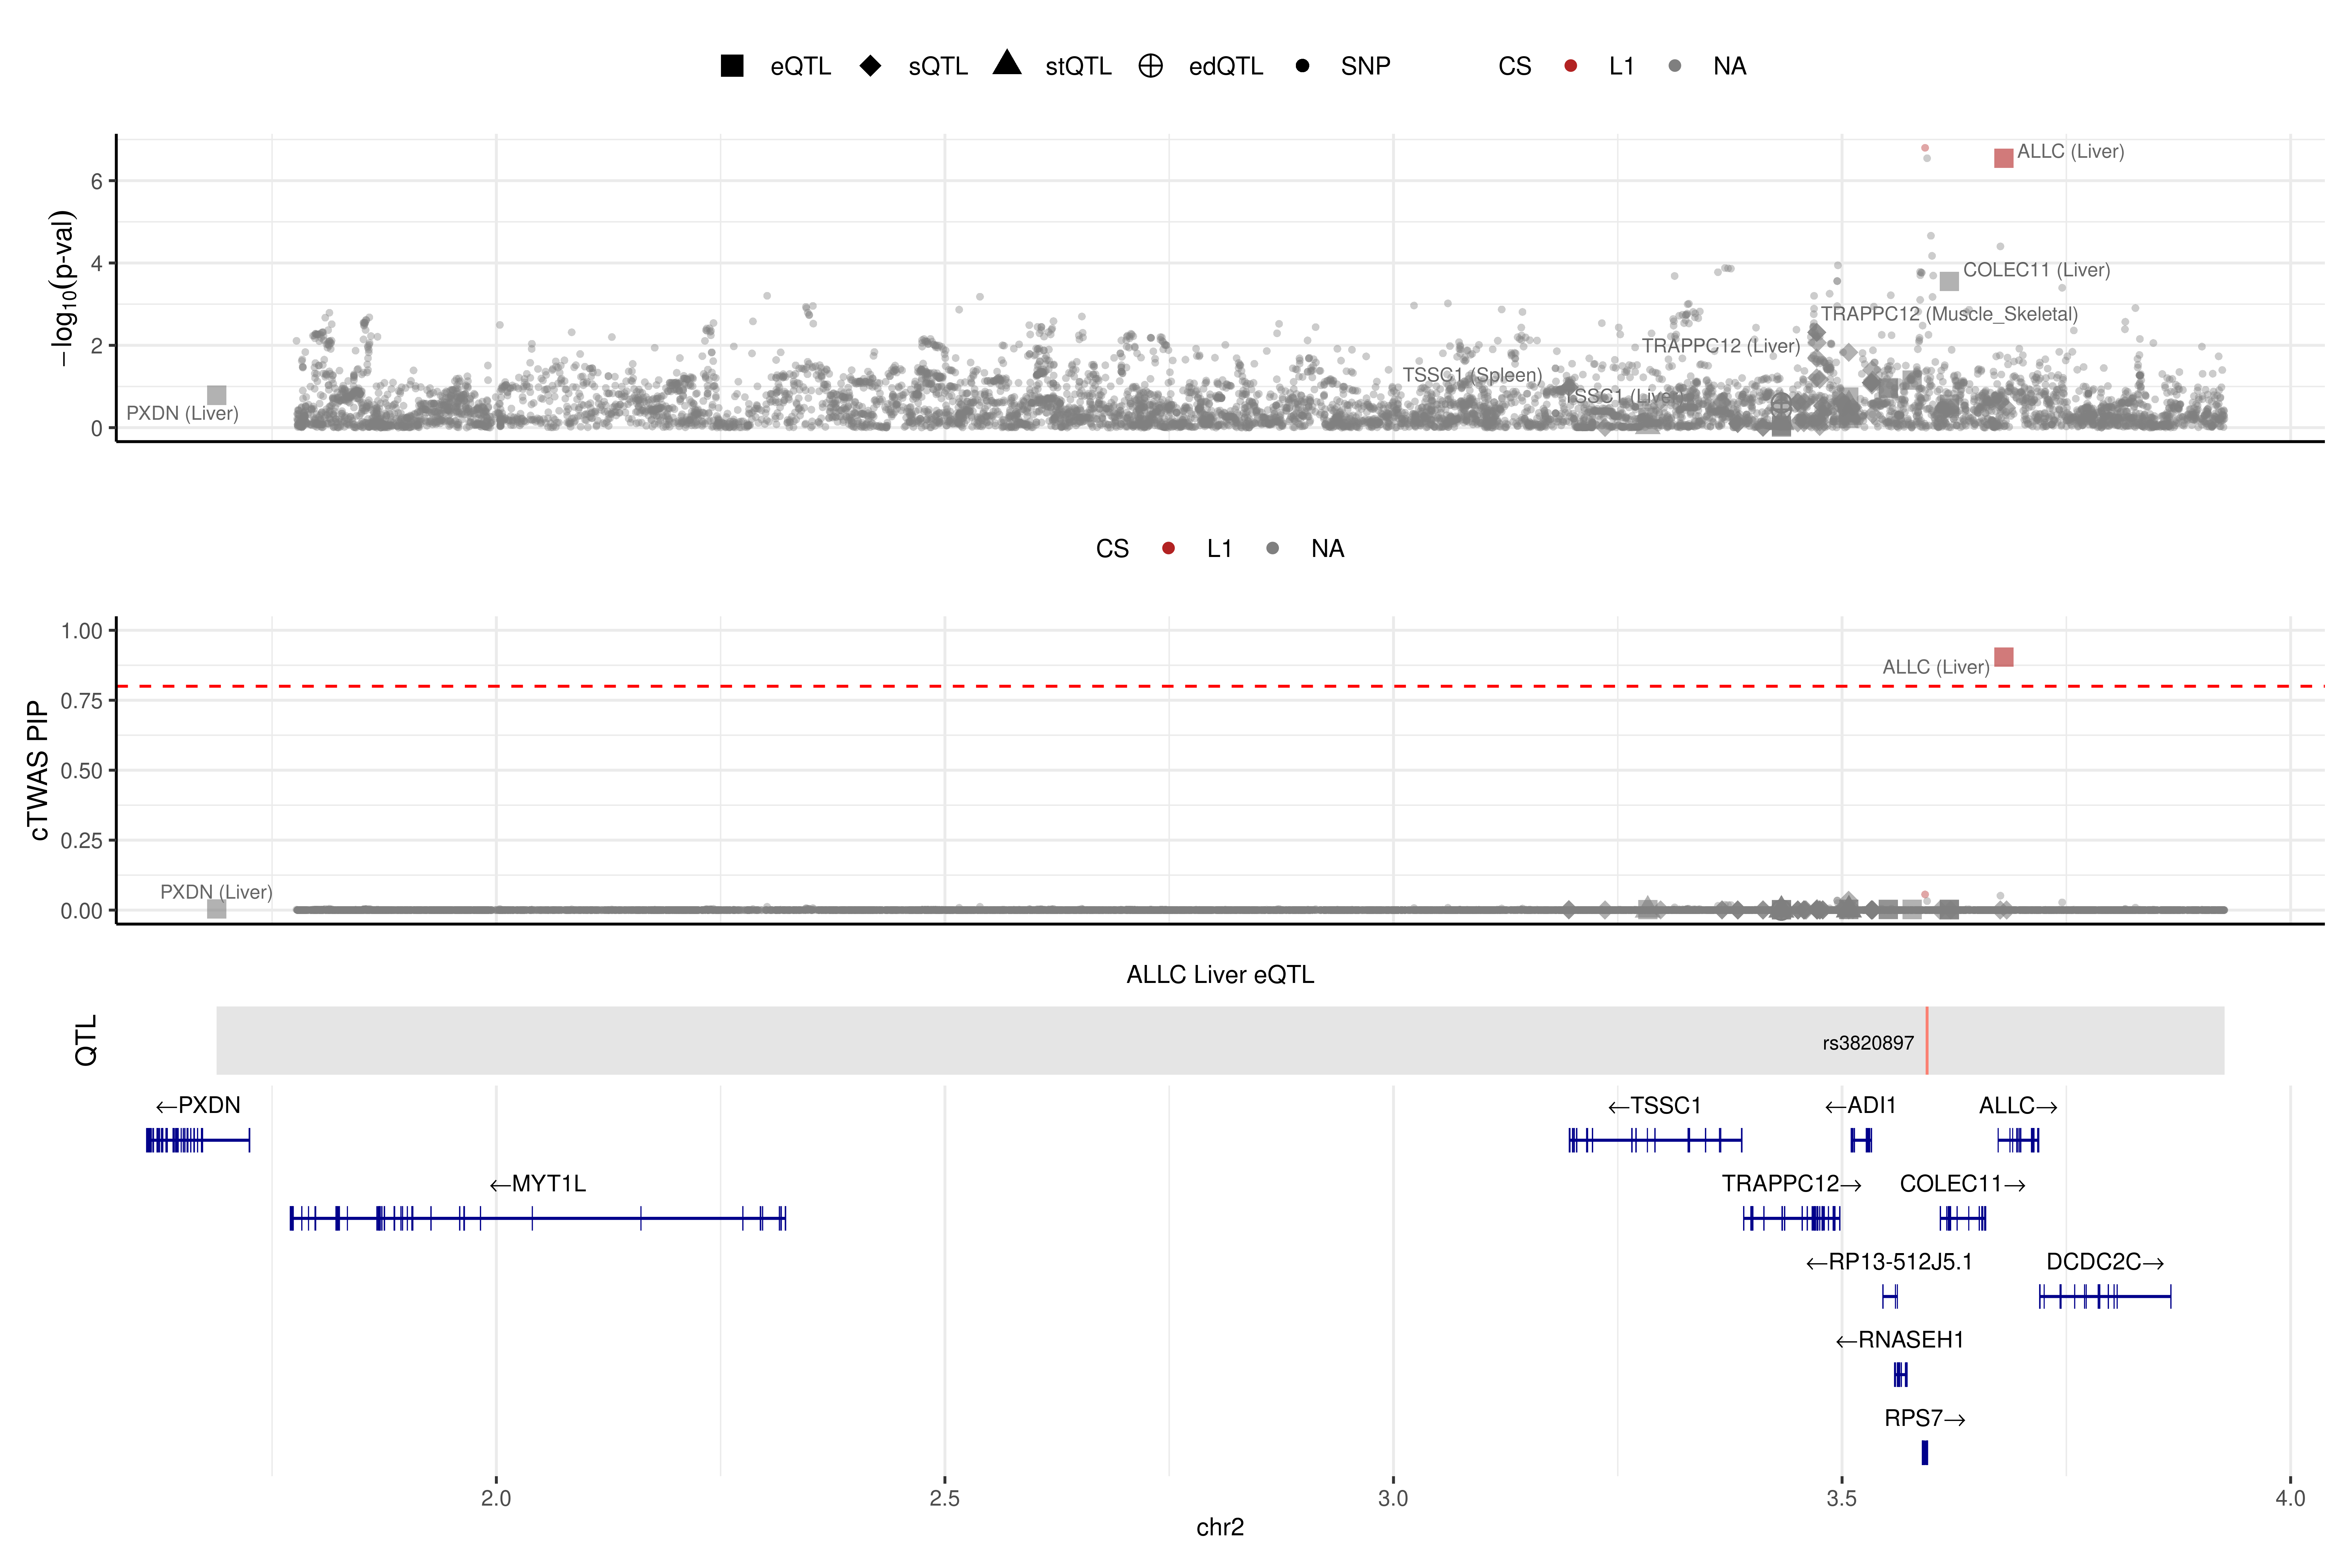 eQTL sQTL stQTL edQTL SNP CS L1 NA
−log10(p-val)
6
4
2
0
ALLC (Liver)
COLEC11 (Liver)
TRAPPC12 (Muscle_Skeletal)
TRAPPC12 (Liver)
TSSC1 (Spleen)
TSSC1 (Liver)
PXDN (Liver)
CS L1 NA
cTWAS PIP
1.00
0.75
0.50
0.25
0.00
ALLC (Liver)
PXDN (Liver)
ALLC Liver eQTL
QTL
rs3820897
←PXDN ←TSSC1 ←ADI1 ALLC→
←MYT1L TRAPPC12→ COLEC11→
←RP13-512J5.1 DCDC2C→
←RNASEH1
RPS7→
2.0 2.5 3.0 3.5 4.0
chr2